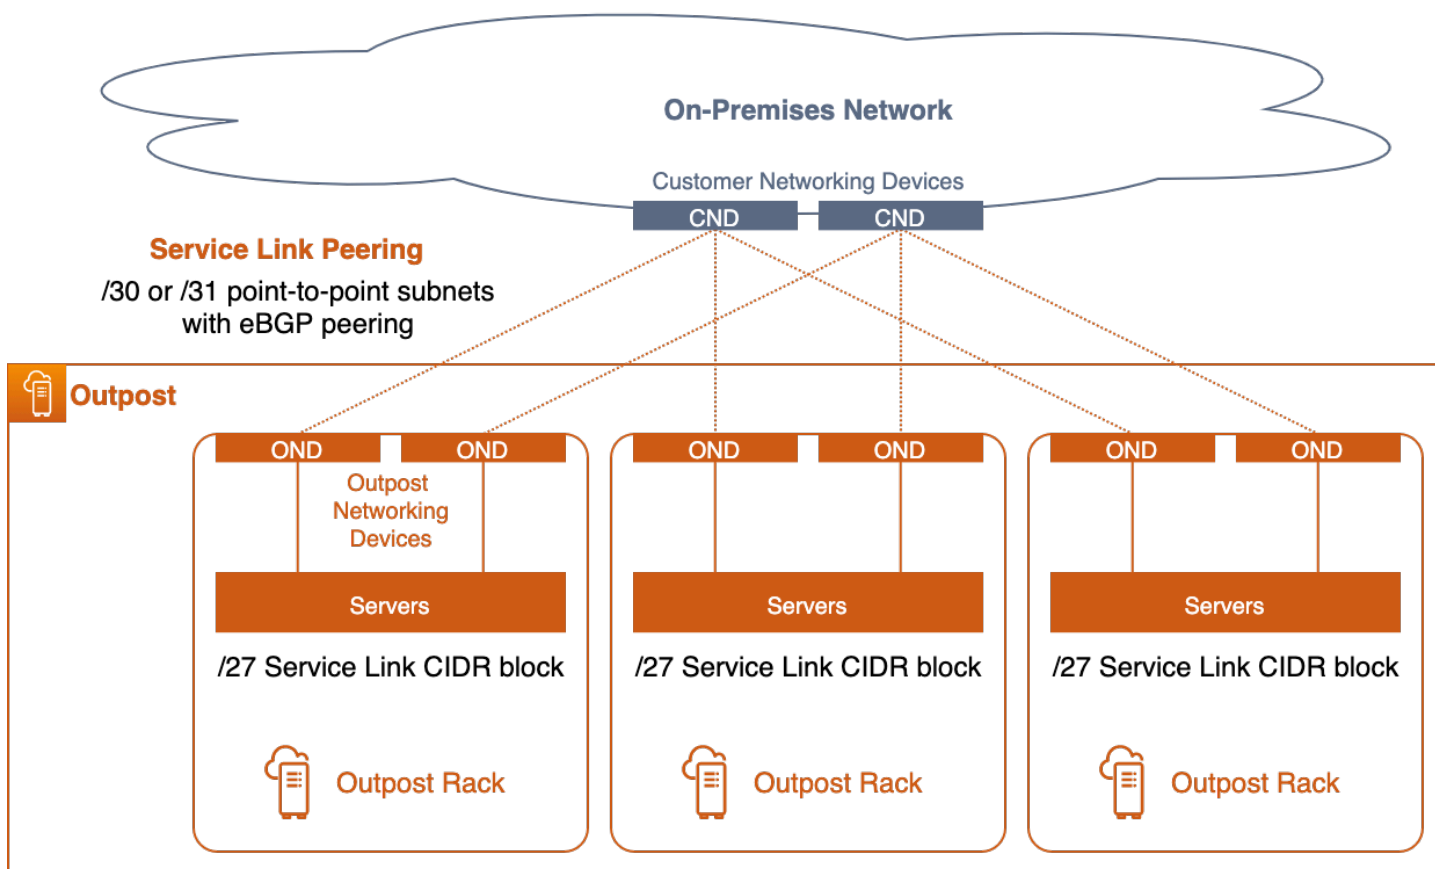 On-Premises Network
Customer Networking Devices
CND
CND
Service Link Peering
/30 or /31 point-to-point subnets
with eBGP peering
Outpost
OND
OND
OND
OND
OND
OND
Outpost
Networking
Devices
Servers
Servers
Servers
/27 Service Link CIDR block
/27 Service Link CIDR block
/27 Service Link CIDR block
Outpost Rack
Outpost Rack
Outpost Rack